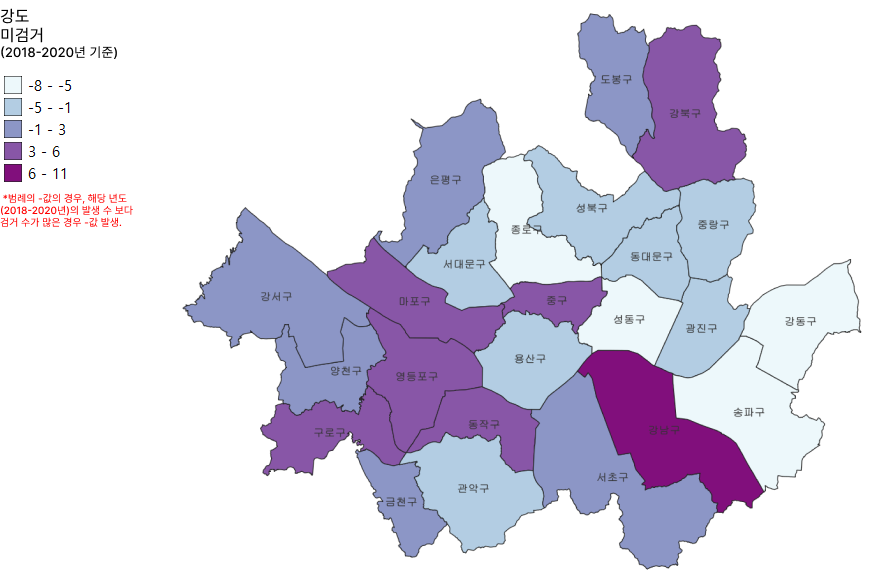 강도
미검거
(2018-2020년 기준)
-8 - -5
-5 - -1
-1 - 3
3 - 6
6 - 11
*범례의 -값의 경우, 해당 년도
(2018-2020년)의 발생 수 보다
검거 수가 많은 경우 -값 발생.
도봉구
강북구
은평구
성북구
중랑구
종로구
동대문구
서대문구
강서구
마포구
중구
성동구
강동구
광진구
용산구
양천구
영등포구
송파구
동작구
구로구
강남구
서초구
관악구
금천구